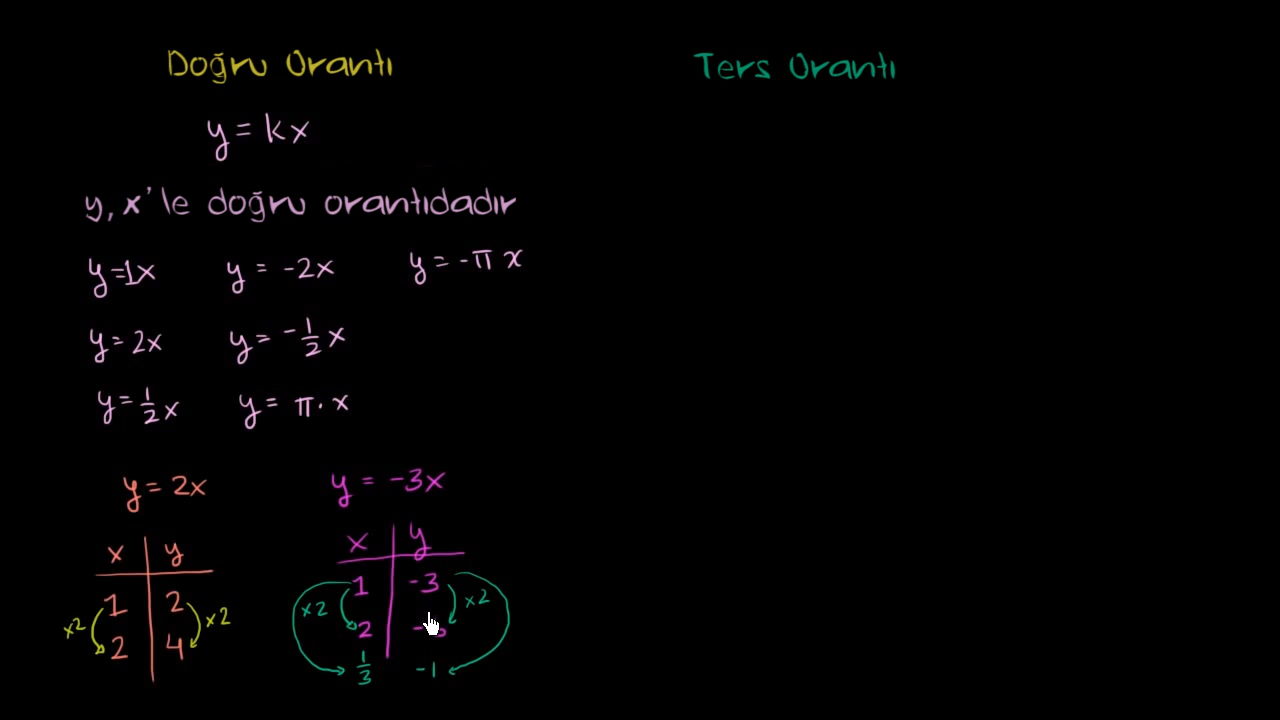 Doğru Orantı
Ters Orantı
y = kx
y, x'le doğru orantıdadır
y=1x y = -2x y = -π x
y= 2x y = -1/2 x
y = 1/2 x y = π · x
y = 2x
x y
1 2
2 4
x2 x2
y = -3x
x y
1 -3
2
1/3 -1
x2 x2